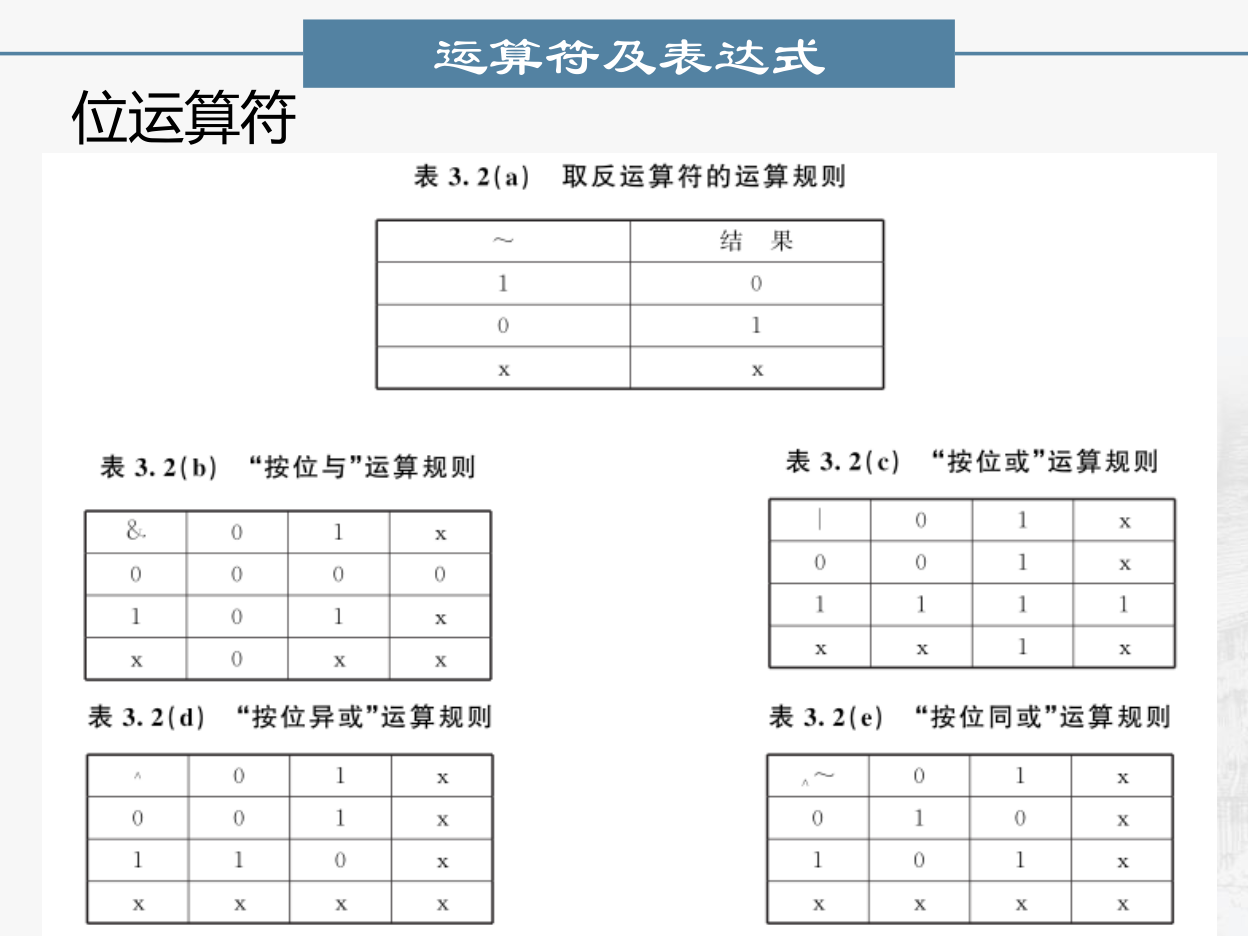 运算符及表达式
位运算符
表 3.2(a) 取反运算符的运算规则
~ 结 果
1 0
0 1
x x
表 3.2(b) “按位与”运算规则
& 0 1 x
0 0 0 0
1 0 1 x
x 0 x x
表 3.2(c) “按位或”运算规则
| 0 1 x
0 0 1 x
1 1 1 1
x x 1 x
表 3.2(d) “按位异或”运算规则
^ 0 1 x
0 0 1 x
1 1 0 x
x x x x
表 3.2(e) “按位同或”运算规则
^~ 0 1 x
0 1 0 x
1 0 1 x
x x x x